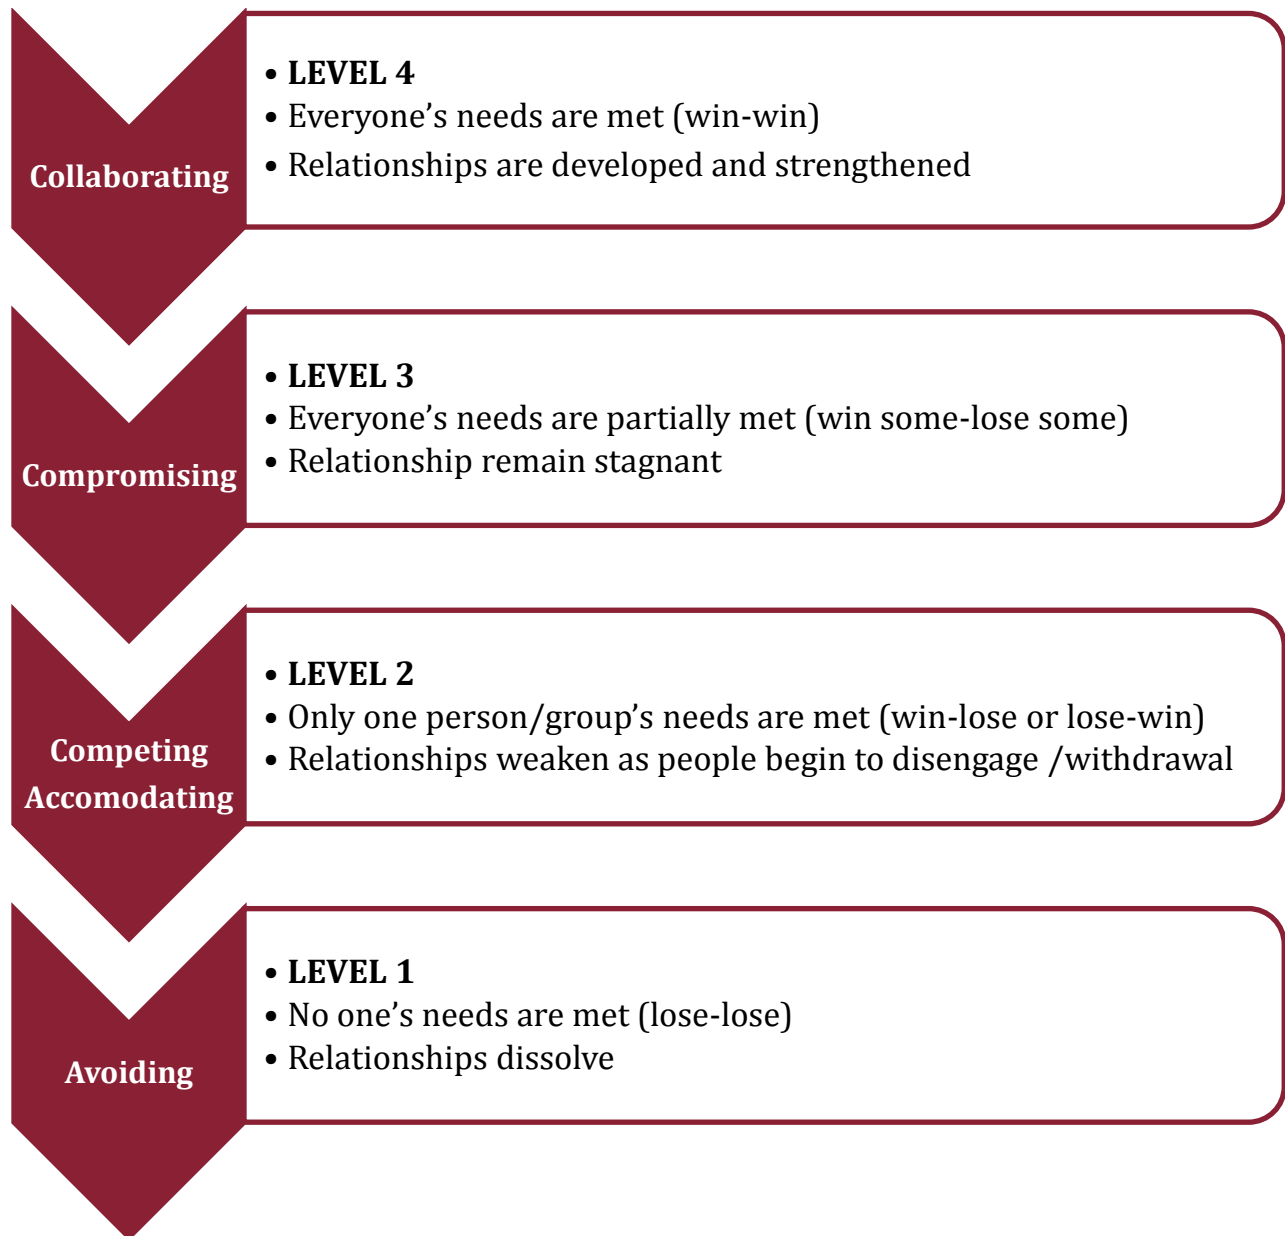 Collaborating
• LEVEL 4
• Everyone’s needs are met (win-win)
• Relationships are developed and strengthened
Compromising
• LEVEL 3
• Everyone’s needs are partially met (win some-lose some)
• Relationship remain stagnant
Competing
Accomodating
• LEVEL 2
• Only one person/group’s needs are met (win-lose or lose-win)
• Relationships weaken as people begin to disengage /withdrawal
Avoiding
• LEVEL 1
• No one’s needs are met (lose-lose)
• Relationships dissolve